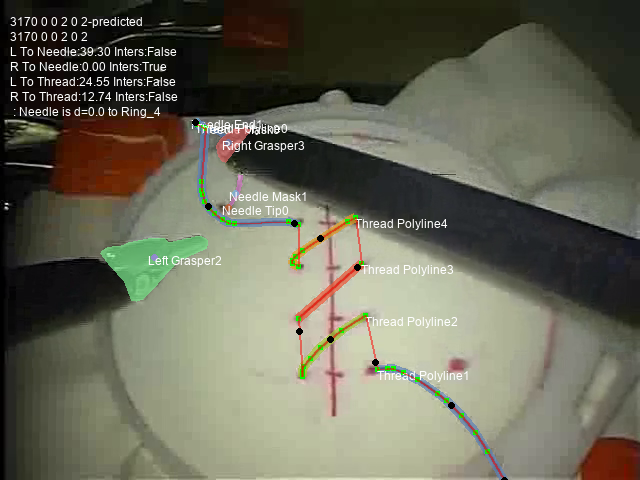 3170 0 0 2 0 2-predicted
3170 0 0 2 0 2
L To Needle:39.30 Inters:False
R To Needle:0.00 Inters:True
L To Thread:24.55 Inters:False
R To Thread:12.74 Inters:False
: Needle is d=0.0 to Ring_4
Needle End1
Right Grasper3
Needle Mask1
Needle Tip0
Thread Polyline4
Left Grasper2
Thread Polyline3
Thread Polyline2
Thread Polyline1